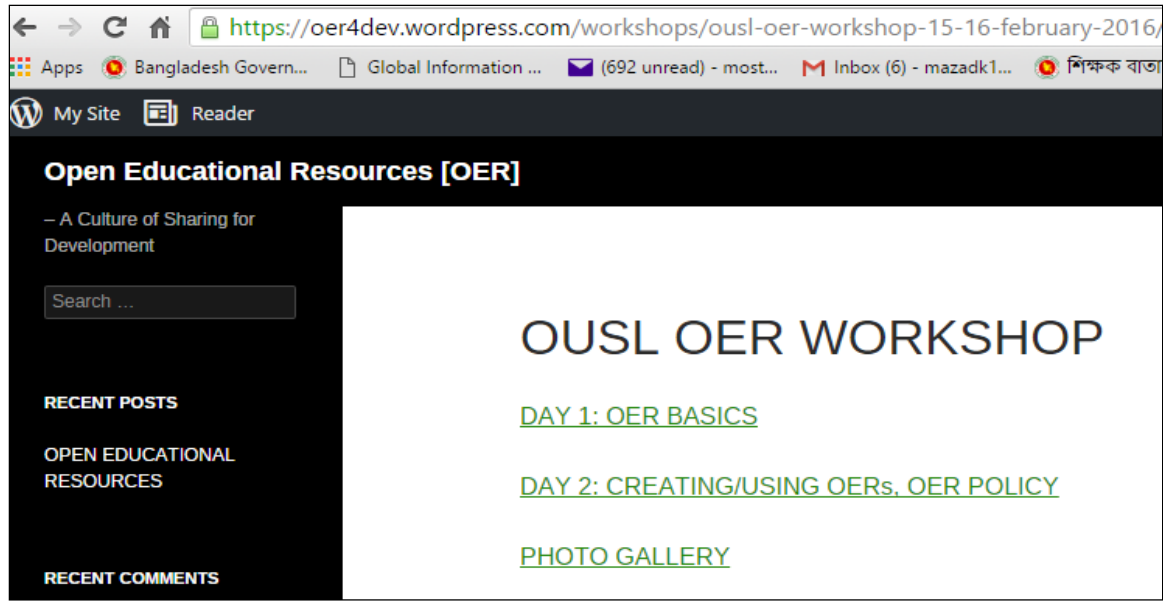 https://oer4dev.wordpress.com/workshops/ousl-oer-workshop-15-16-february-2016/
Apps Bangladesh Govern... Global Information ... (692 unread) - most... Inbox (6) - mazadk1... শিক্ষক বাতা
My Site Reader
Open Educational Resources [OER]
– A Culture of Sharing for
Development
Search ...
OUSL OER WORKSHOP
RECENT POSTS
DAY 1: OER BASICS
OPEN EDUCATIONAL
RESOURCES
DAY 2: CREATING/USING OERs, OER POLICY
PHOTO GALLERY
RECENT COMMENTS